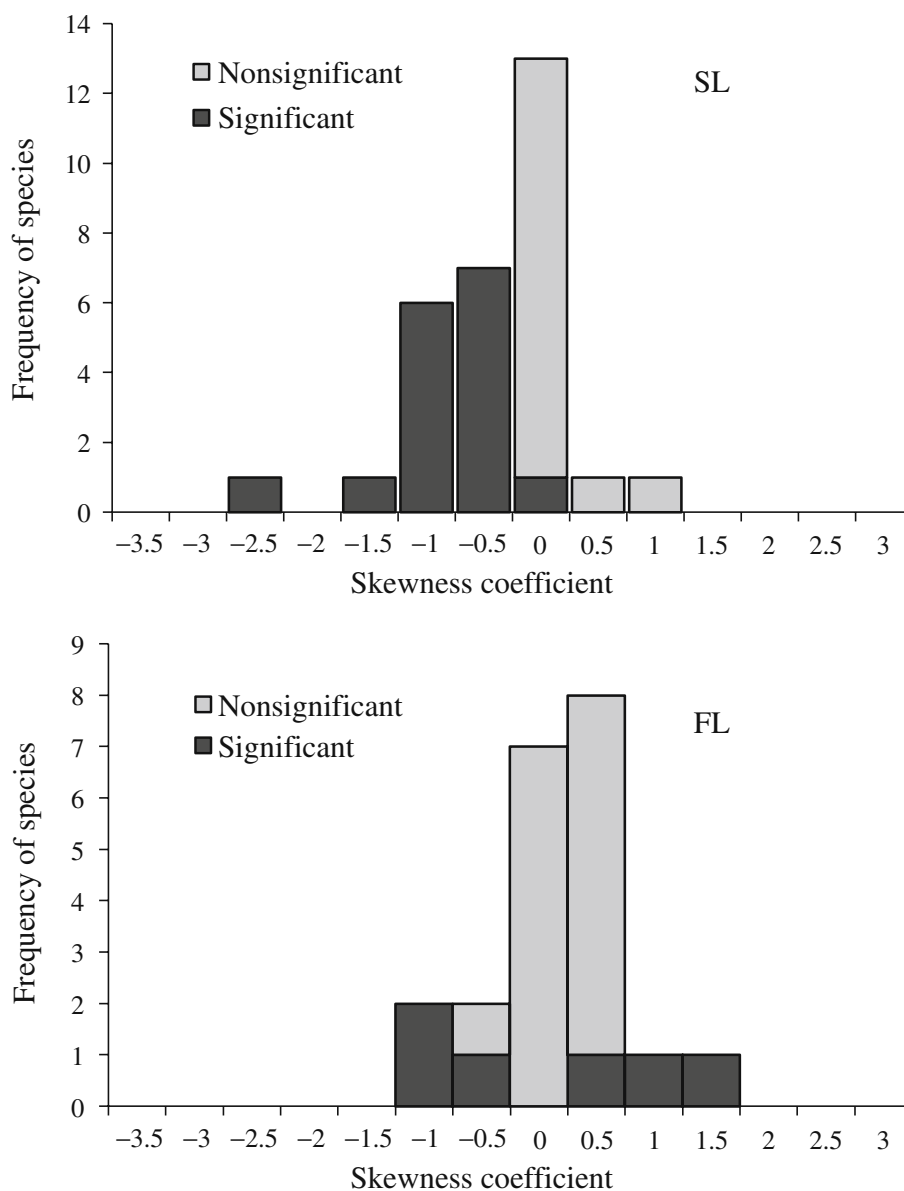 14
12
10
8
6
4
2
0
Frequency of species
Nonsignificant
Significant
SL
−3.5 −3 −2.5 −2 −1.5 −1 −0.5 0 0.5 1 1.5 2 2.5 3
Skewness coefficient
9
8
7
6
5
4
3
2
1
0
Frequency of species
Nonsignificant
Significant
FL
−3.5 −3 −2.5 −2 −1.5 −1 −0.5 0 0.5 1 1.5 2 2.5 3
Skewness coefficient